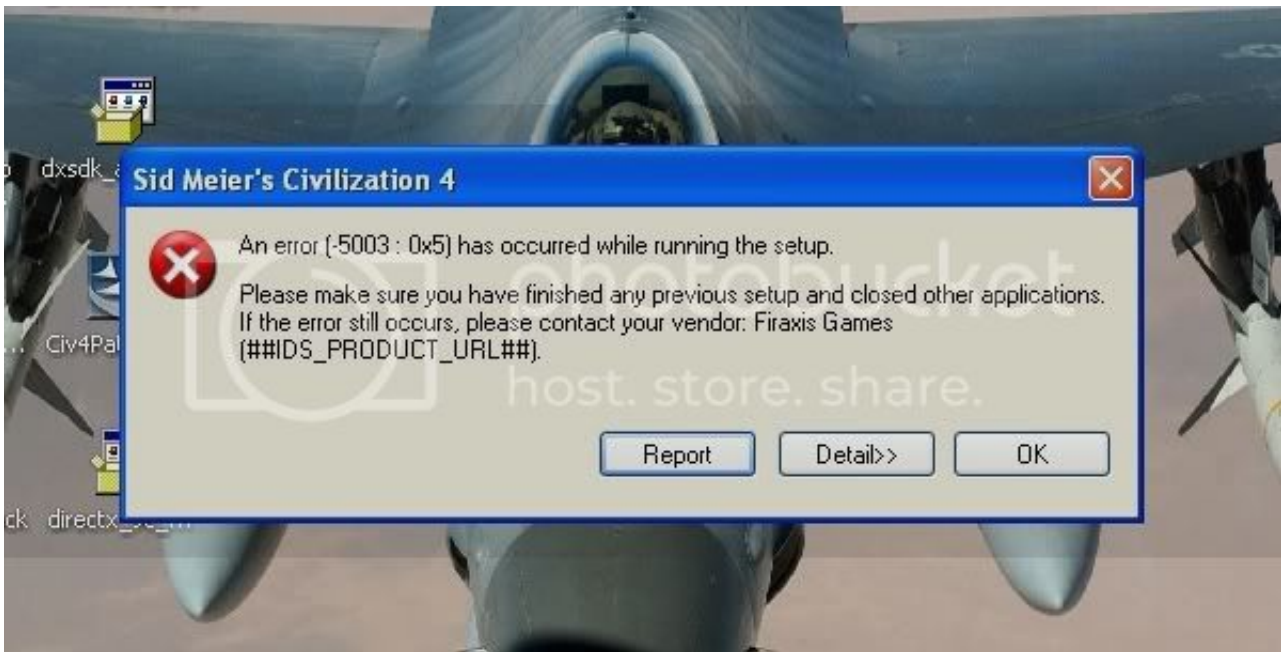 dxsdk_
Sid Meier's Civilization 4
An error (-5003 : 0x5) has occurred while running the setup.
photobucket
Please make sure you have finished any previous setup and closed other applications.
If the error still occurs, please contact your vendor: Firaxis Games
(##IDS_PRODUCT_URL##).
Civ4Pa
host. store. share.
Report Detail>> OK
ck directx_